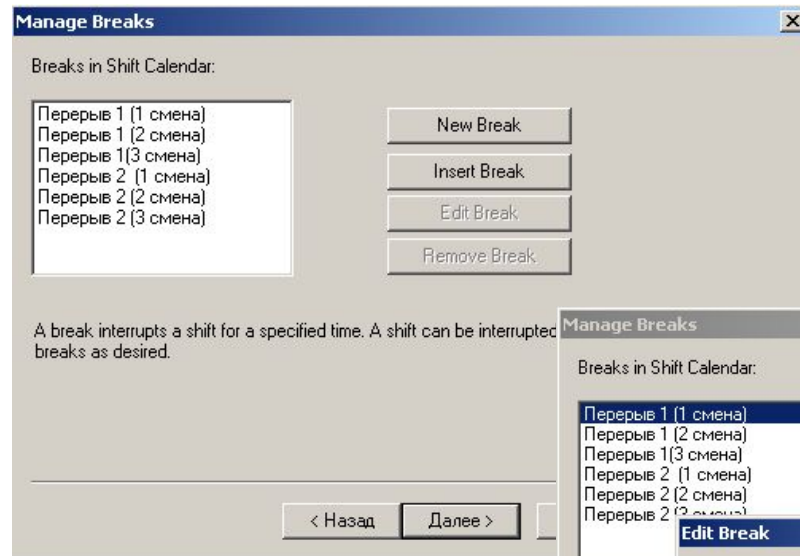 Manage Breaks
Breaks in Shift Calendar:
Перерыв 1 (1 смена)
Перерыв 1 (2 смена)
Перерыв 1(3 смена)
Перерыв 2  (1 смена)
Перерыв 2 (2 смена)
Перерыв 2 (3 смена)
New Break
Insert Break
Edit Break
Remove Break
A break interrupts a shift for a specified time. A shift can be interrupted
breaks as desired.
< Назад
Далее >
Manage Breaks
Breaks in Shift Calendar:
Перерыв 1 (1 смена)
Перерыв 1 (2 смена)
Перерыв 1(3 смена)
Перерыв 2  (1 смена)
Перерыв 2 (2 смена)
Перерыв 2 (3 смена)
Edit Break